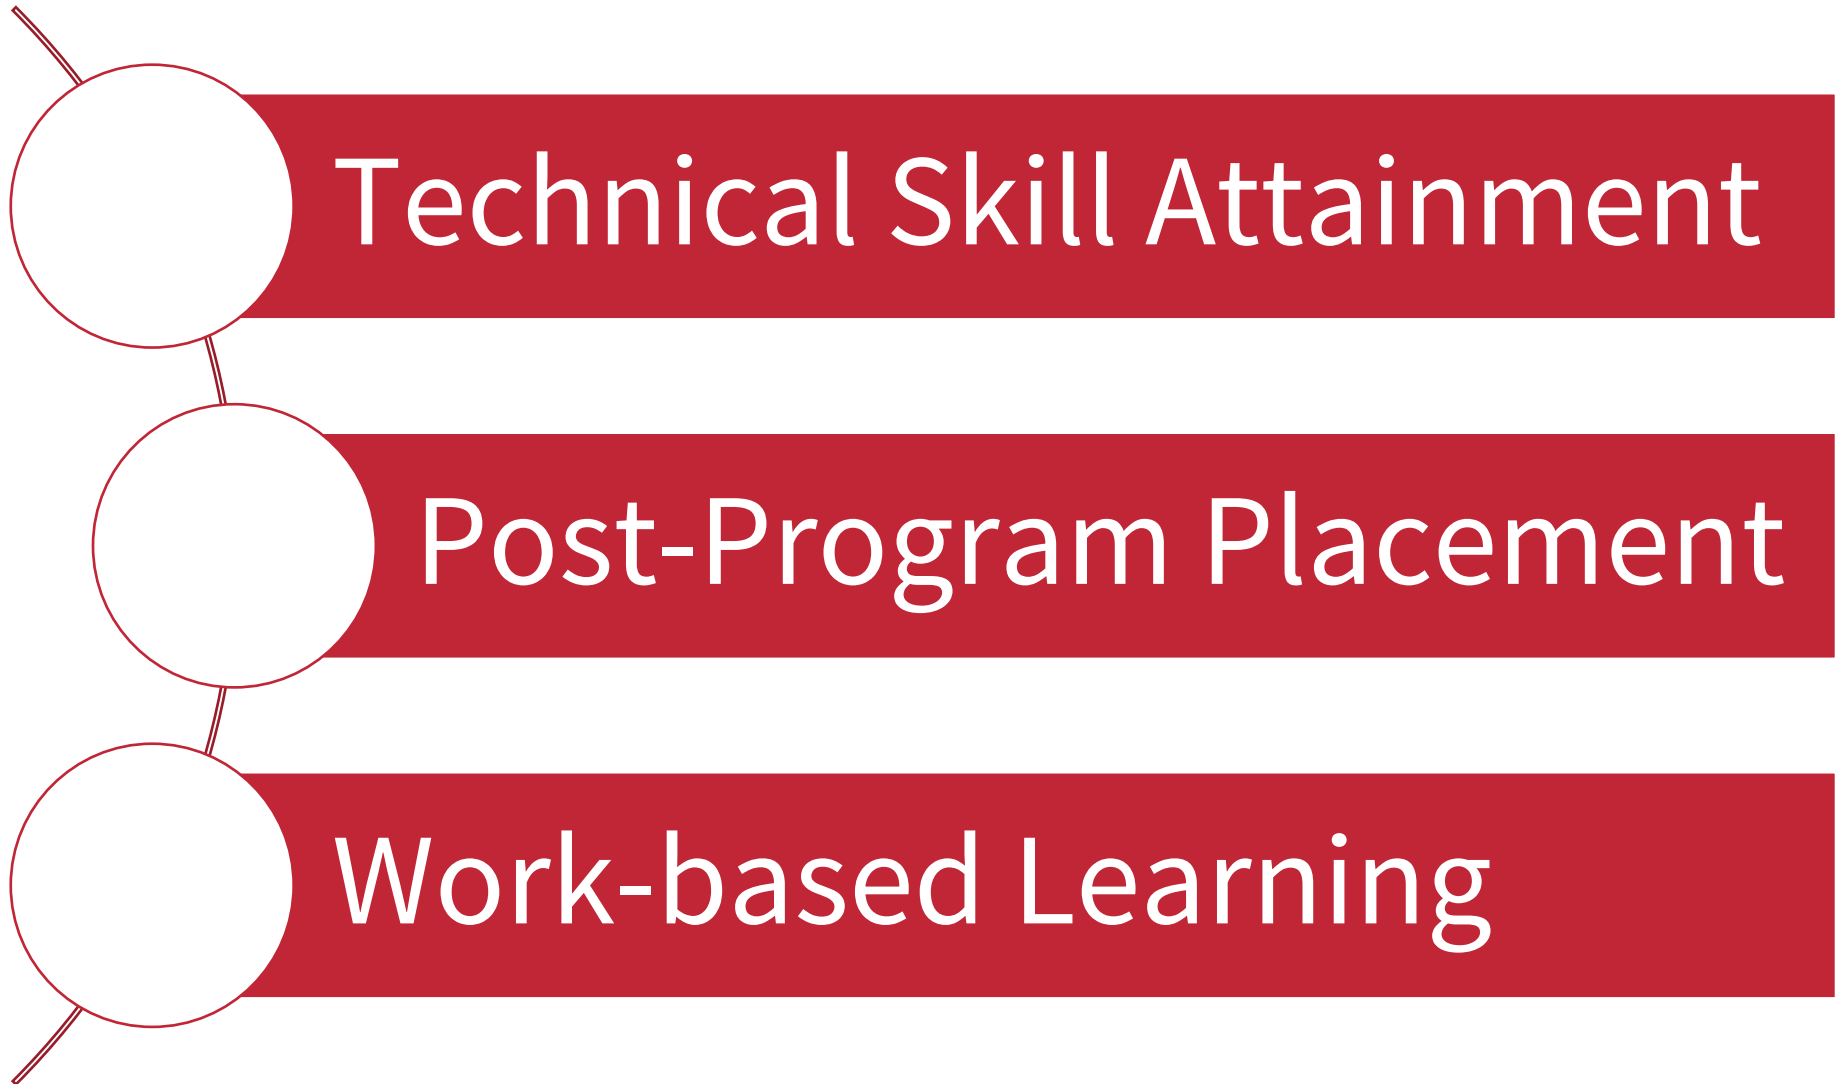 Technical Skill Attainment
Post-Program Placement
Work-based Learning